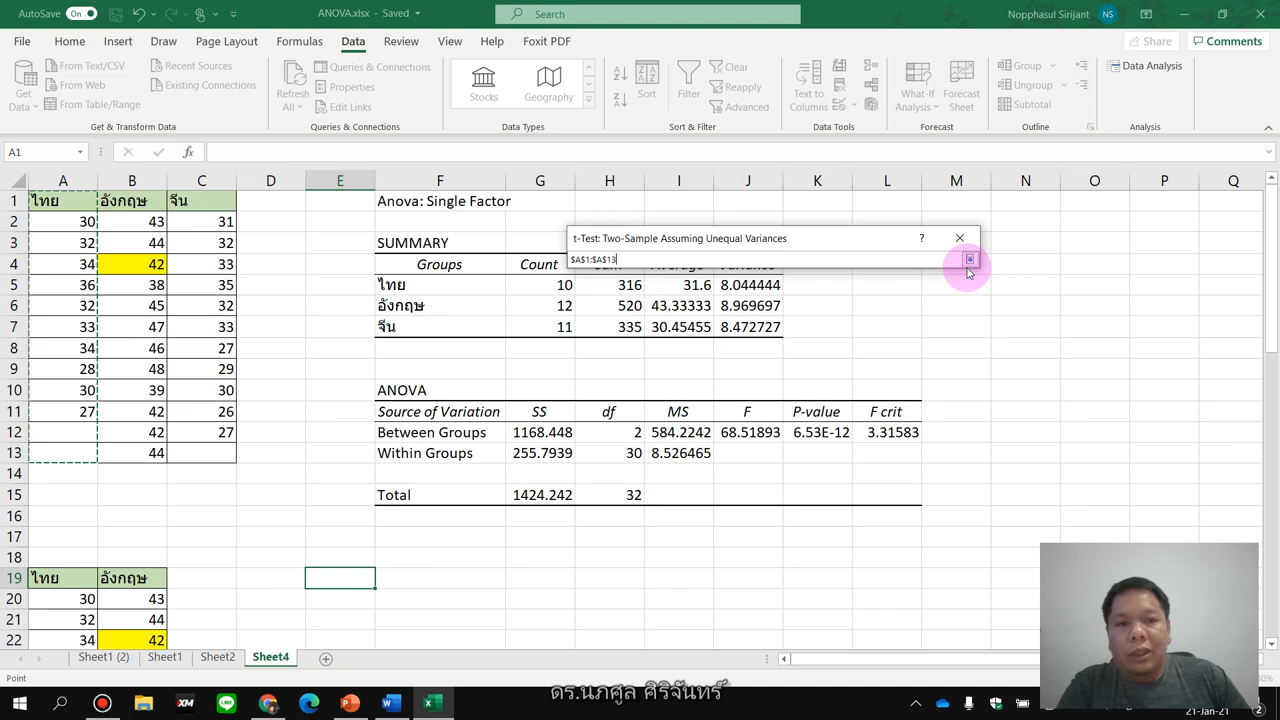 AutoSave On ANOVA.xlsx - Saved Search Nopphasul Sirijant NS
File Home Insert Draw Page Layout Formulas Data Review View Help Foxit PDF Share Comments
Get Data From Text/CSV From Web From Table/Range Recent Sources Existing Connections
Refresh All Queries & Connections Properties Edit Links
Stocks Geography
Sort Filter Clear Reapply Advanced
Text to Columns What-If Analysis Forecast Sheet Group Ungroup Subtotal Data Analysis
Get & Transform Data Queries & Connections Data Types Sort & Filter Data Tools Forecast Outline Analysis
A1 fx
A B C D E F G H I J K L M N O P Q
1 ไทย อังกฤษ จีน Anova: Single Factor
2 30 43 31
3 32 44 32 SUMMARY
4 34 42 33 Groups Count Average Variance
5 36 38 35 ไทย 10 316 31.6 8.044444
6 32 45 32 อังกฤษ 12 520 43.33333 8.969697
7 33 47 33 จีน 11 335 30.45455 8.472727
8 34 46 27
9 28 48 29
10 30 39 30 ANOVA
11 27 42 26 Source of Variation SS df MS F P-value F crit
12 42 27 Between Groups 1168.448 2 584.2242 68.51893 6.53E-12 3.31583
13 44 Within Groups 255.7939 30 8.526465
14
15 Total 1424.242 32
16
17
18
19 ไทย อังกฤษ
20 30 43
21 32 44
22 34 42
t-Test: Two-Sample Assuming Unequal Variances ?
$A$1:$A$13
Sheet1 (2) Sheet1 Sheet2 Sheet4
Point
ดร.นภศูล ศิริจันทร์
21-Jan-21 2